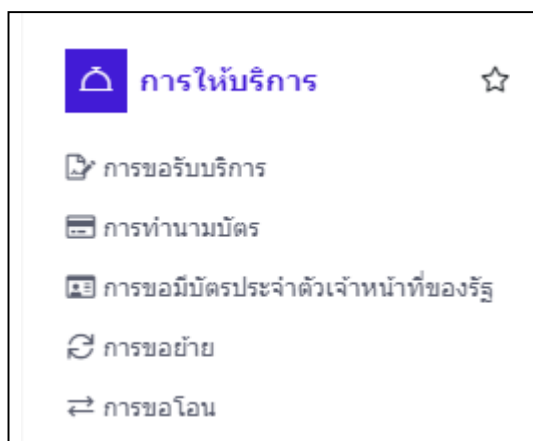 การให้บริการ
การขอรับบริการ
การทำนามบัตร
การขอมีบัตรประจำตัวเจ้าหน้าที่ของรัฐ
การขอย้าย
การขอโอน